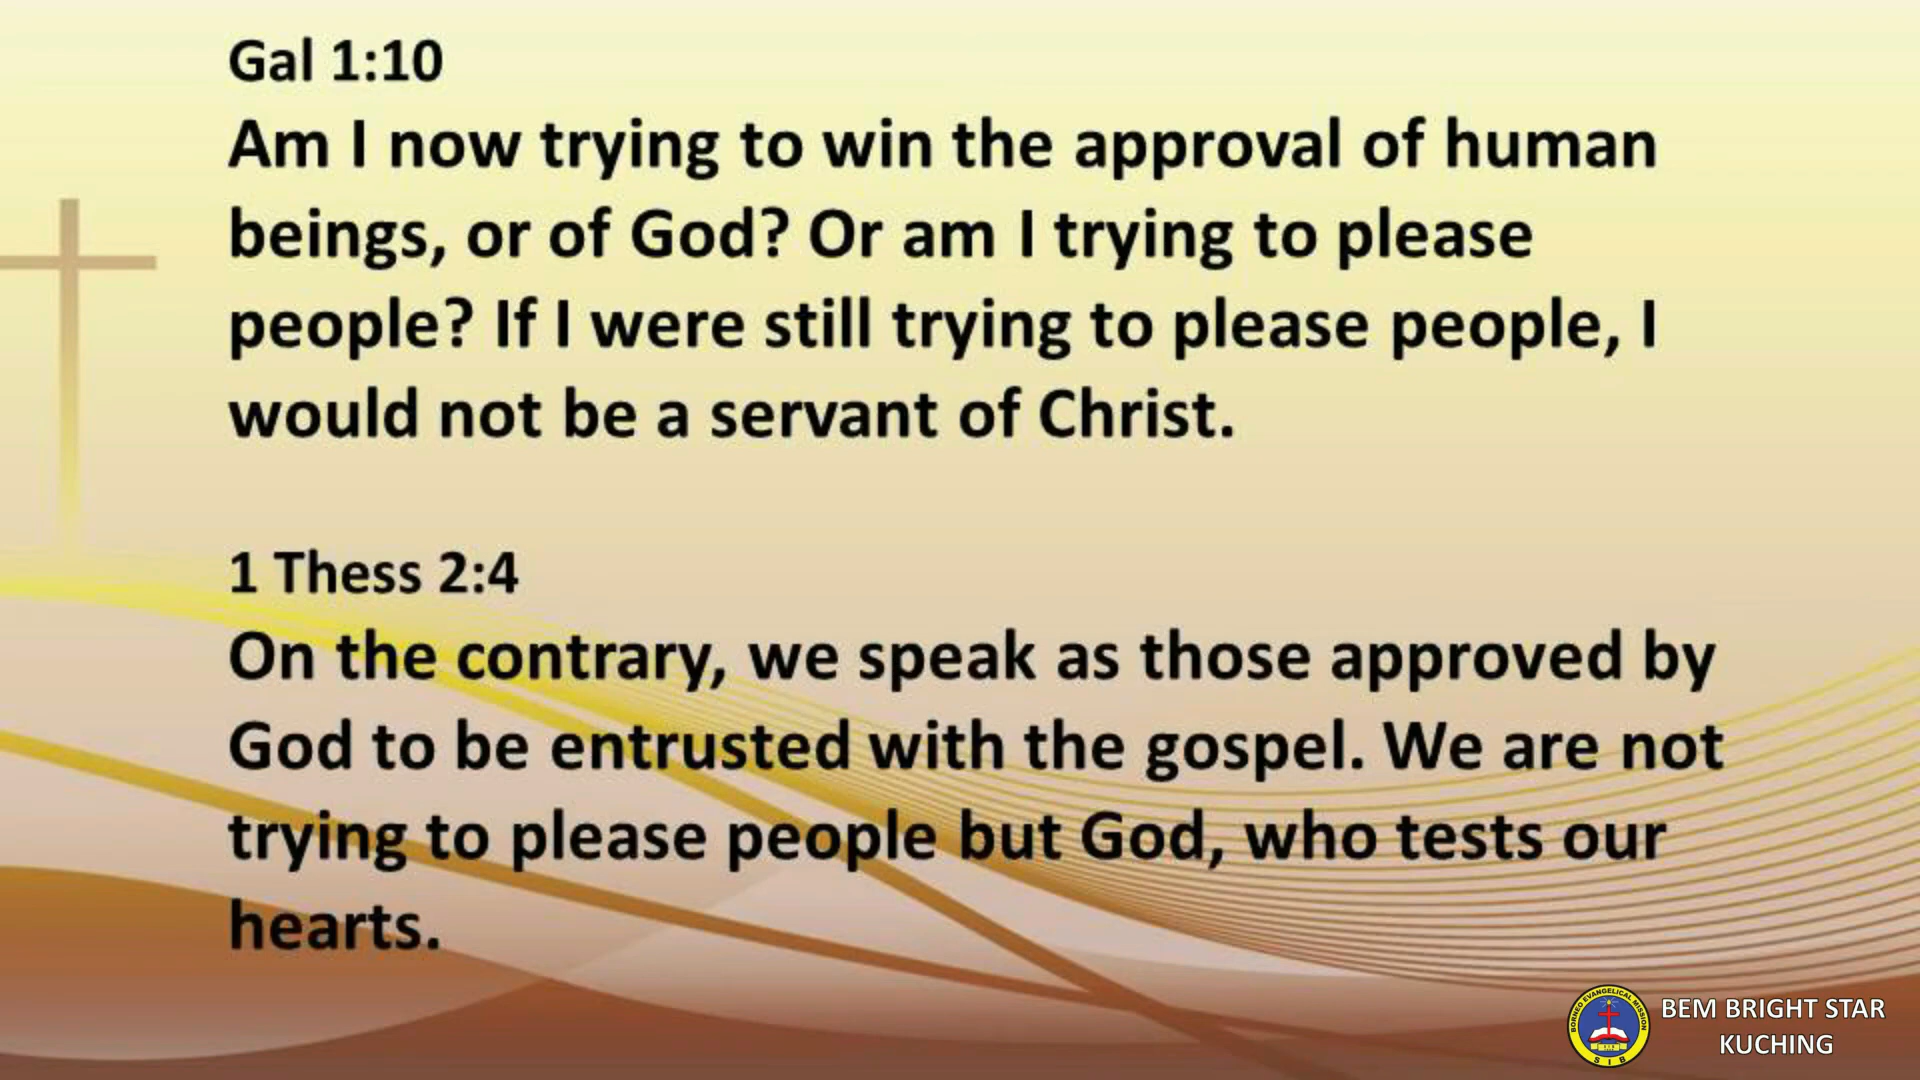 Gal 1:10
Am I now trying to win the approval of human
beings, or of God? Or am I trying to please
people? If I were still trying to please people, I
would not be a servant of Christ.
1 Thess 2:4
On the contrary, we speak as those approved by
God to be entrusted with the gospel. We are not
trying to please people but God, who tests our
hearts.
BORNEO EVANGELICAL MISSION
S I B
BEM BRIGHT STAR
KUCHING